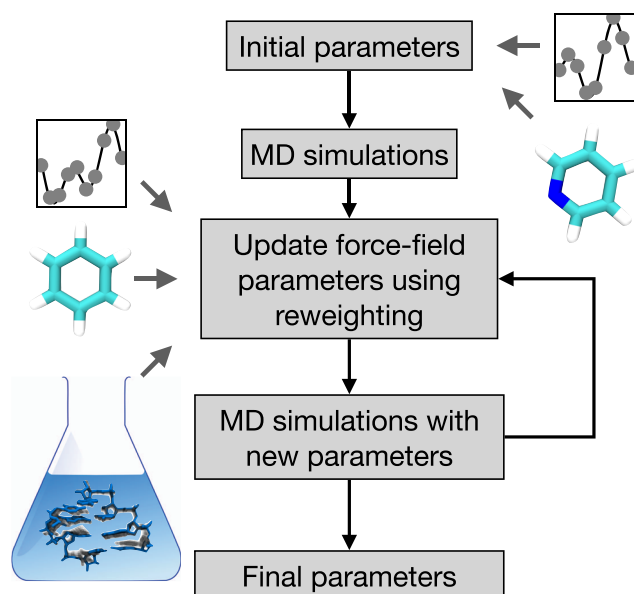 Initial parameters
MD simulations
Update force-field
parameters using
reweighting
MD simulations with
new parameters
Final parameters